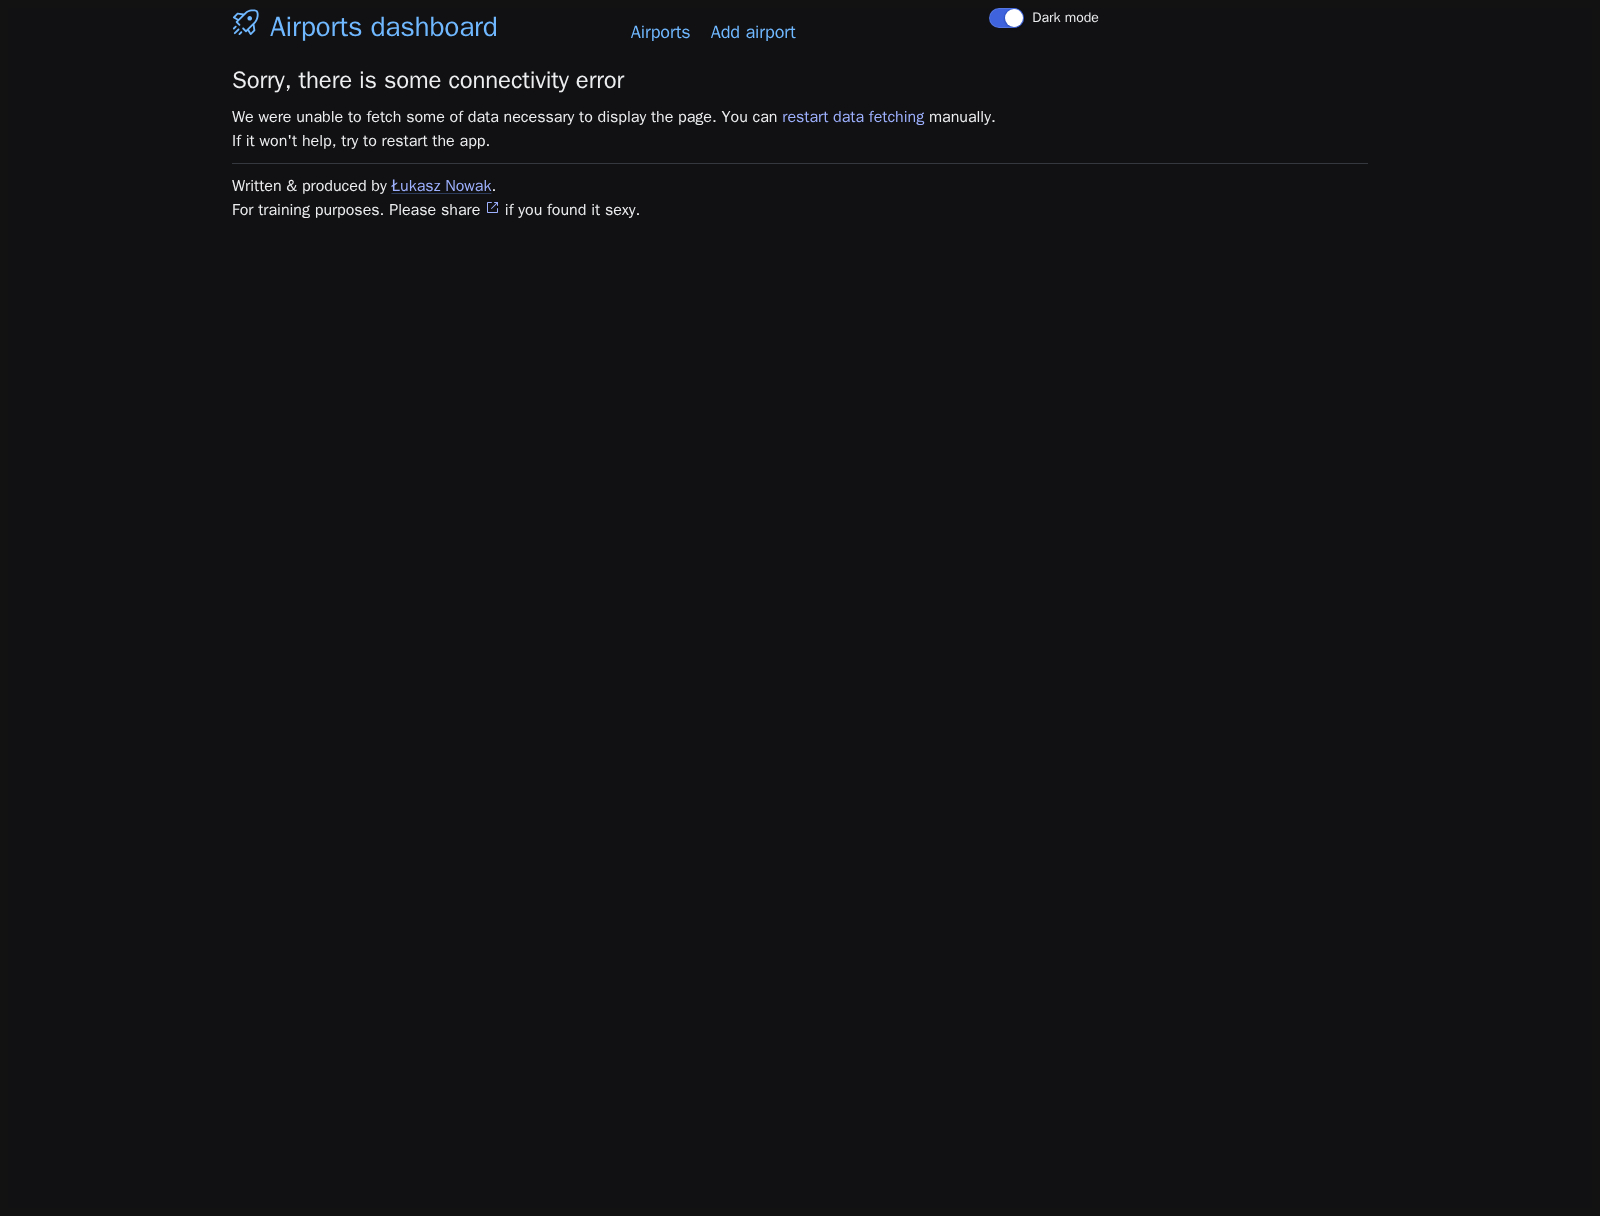 Airports dashboard
Airports
Add airport
Dark mode
Sorry, there is some connectivity error
We were unable to fetch some of data necessary to display the page. You can restart data fetching manually.
If it won't help, try to restart the app.
Written & produced by Łukasz Nowak.
For training purposes. Please share if you found it sexy.